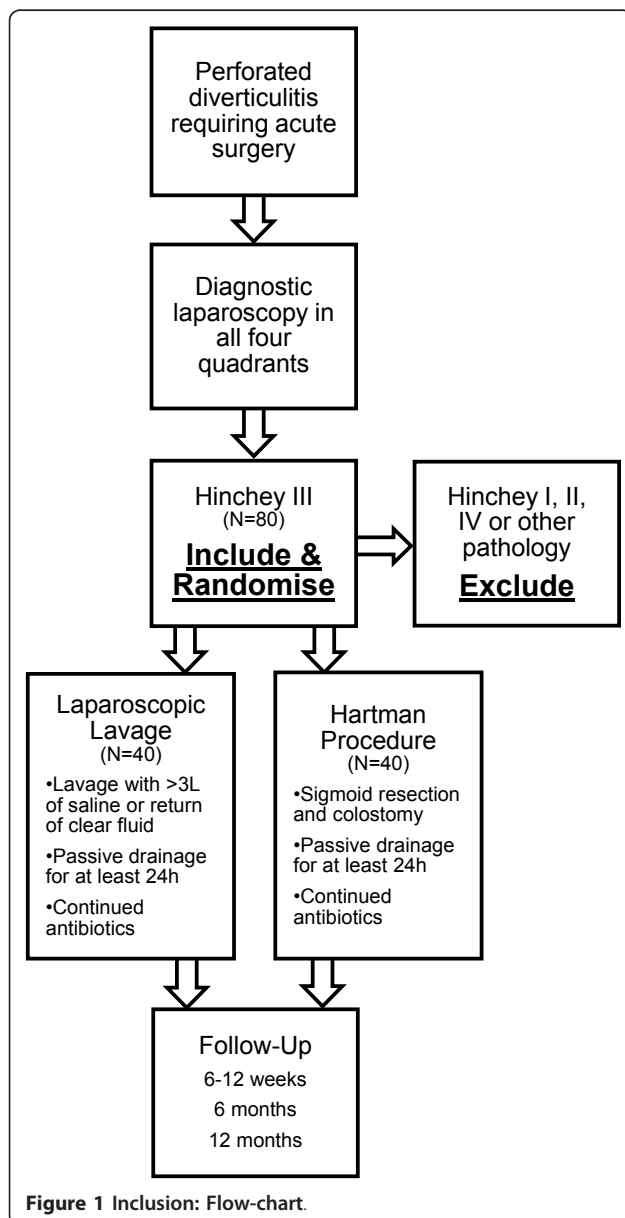 Perforated
diverticulitis
requiring acute
surgery
Diagnostic
laparoscopy in
all four
quadrants
Hinchey III
(N=80)
Include &
Randomise
Hinchey I, II,
IV or other
pathology
Exclude
Laparoscopic
Lavage
(N=40)
•Lavage with >3L
of saline or return
of clear fluid
•Passive drainage
for at least 24h
•Continued
antibiotics
Hartman
Procedure
(N=40)
•Sigmoid resection
and colostomy
•Passive drainage
for at least 24h
•Continued
antibiotics
Follow-Up
6-12 weeks
6 months
12 months
Figure 1 Inclusion: Flow-chart.